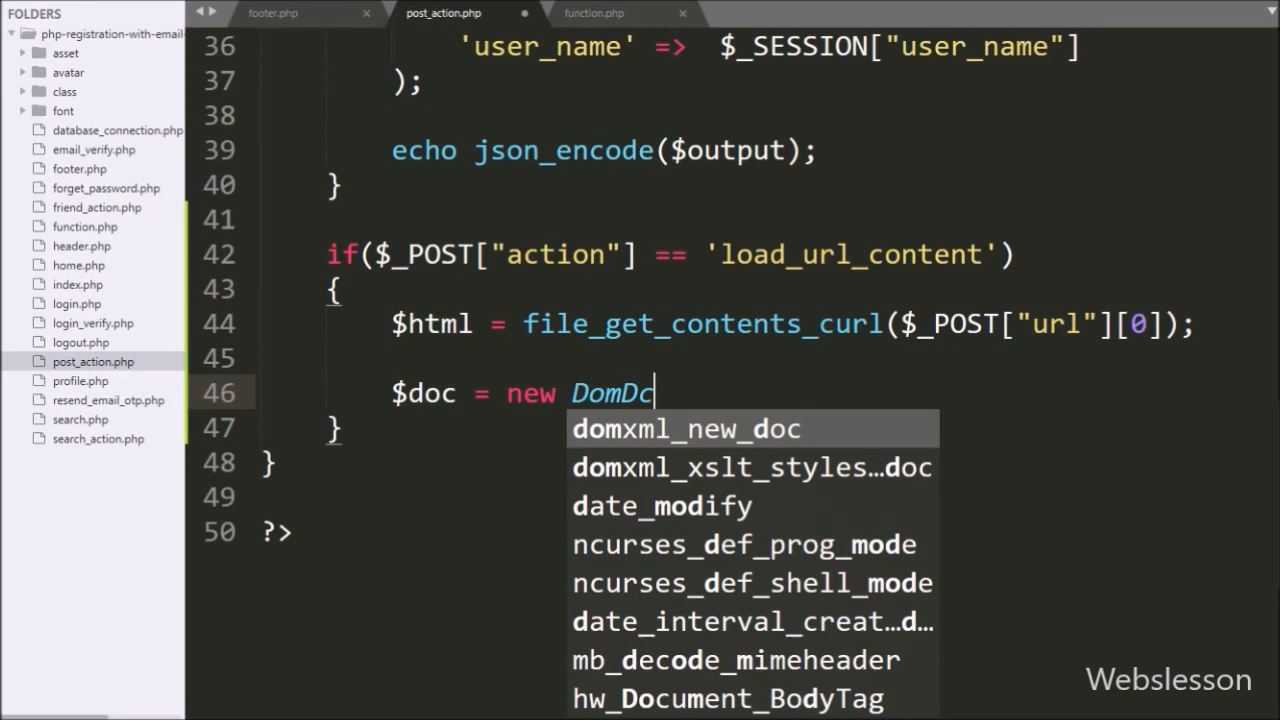 FOLDERS
php-registration-with-email-
asset
avatar
class
font
database_connection.php
email_verify.php
footer.php
forget_password.php
friend_action.php
function.php
header.php
home.php
index.php
login.php
login_verify.php
logout.php
post_action.php
profile.php
resend_email_otp.php
search.php
search_action.php
footer.php × post_action.php • function.php ×
36 'user_name' => $_SESSION["user_name"]
37 );
38
39 echo json_encode($output);
40 }
41
42 if($_POST["action"] == 'load_url_content')
43 {
44 $html = file_get_contents_curl($_POST["url"][0]);
45
46 $doc = new DomDc
47 }
48 }
49
50 ?>
domxml_new_doc
domxml_xslt_styles…doc
date_modify
ncurses_def_prog_mode
ncurses_def_shell_mode
date_interval_creat…d…
mb_decode_mimeheader
hw_Document_BodyTag
Webslesson